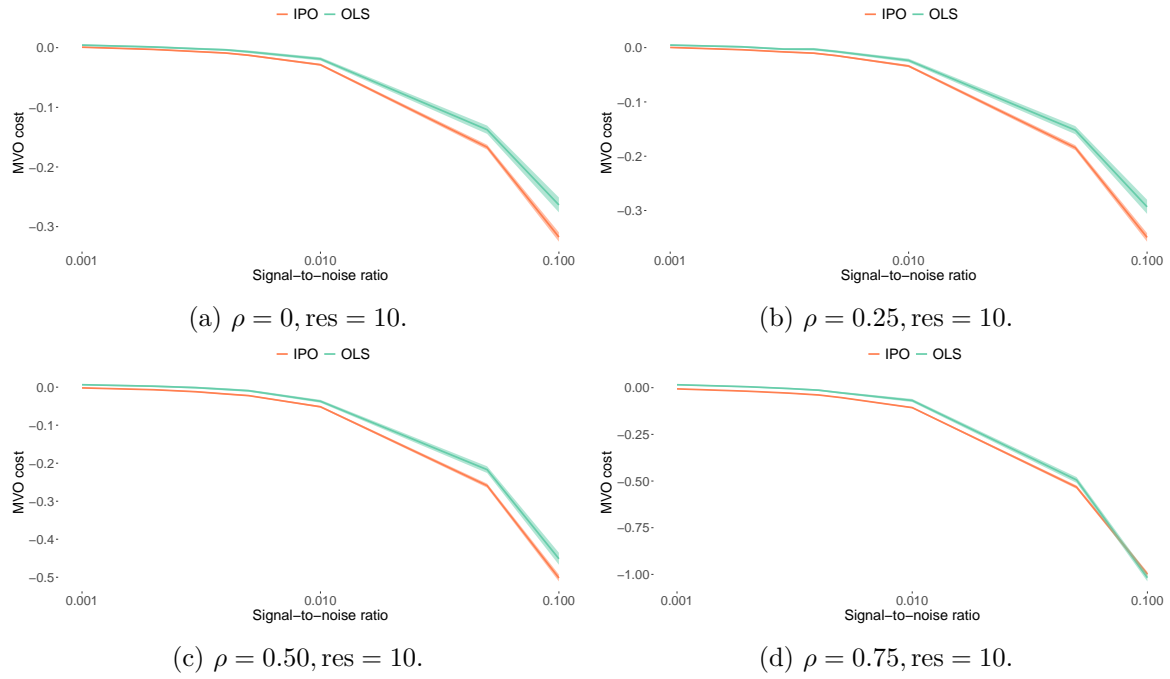 IPO OLS
0.0
−0.1
−0.2
−0.3
MVO cost
0.001 0.010 0.100
Signal−to−noise ratio
(a) ρ = 0, res = 10.
IPO OLS
0.0
−0.1
−0.2
−0.3
MVO cost
0.001 0.010 0.100
Signal−to−noise ratio
(b) ρ = 0.25, res = 10.
IPO OLS
0.0
−0.1
−0.2
−0.3
−0.4
−0.5
MVO cost
0.001 0.010 0.100
Signal−to−noise ratio
(c) ρ = 0.50, res = 10.
IPO OLS
0.00
−0.25
−0.50
−0.75
−1.00
MVO cost
0.001 0.010 0.100
Signal−to−noise ratio
(d) ρ = 0.75, res = 10.